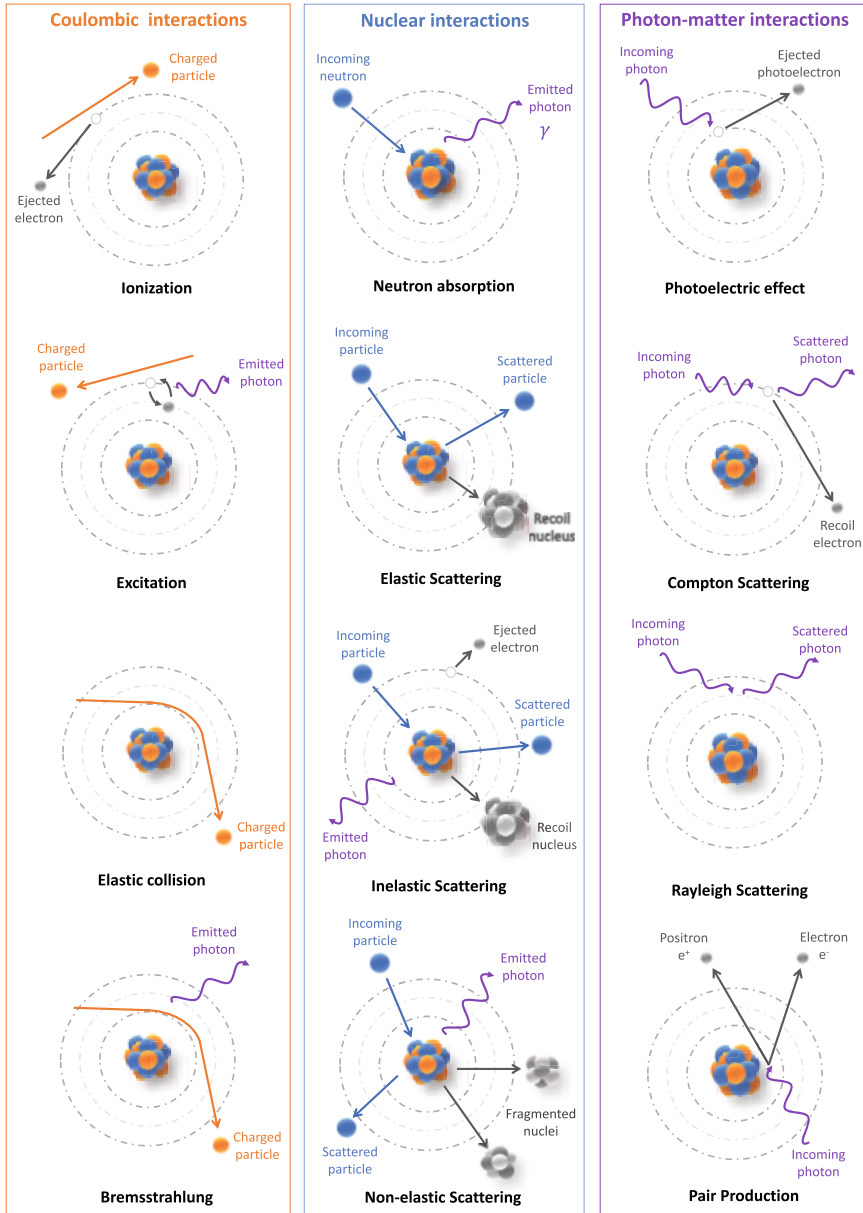 Coulombic interactions
Charged
particle
Ejected
electron
Ionization
Charged
particle
Emitted
photon
Excitation
Charged
particle
Elastic collision
Emitted
photon
Charged
particle
Bremsstrahlung
Nuclear interactions
Incoming
neutron
Emitted
photon
γ
Neutron absorption
Incoming
particle
Scattered
particle
Recoil
nucleus
Elastic Scattering
Incoming
particle
Ejected
electron
Scattered
particle
Emitted
photon
Recoil
nucleus
Inelastic Scattering
Incoming
particle
Emitted
photon
Fragmented
nuclei
Scattered
particle
Non-elastic Scattering
Photon-matter interactions
Incoming
photon
Ejected
photoelectron
Photoelectric effect
Incoming
photon
Scattered
photon
Recoil
electron
Compton Scattering
Incoming
photon
Scattered
photon
Rayleigh Scattering
Positron
e⁺
Electron
e⁻
Incoming
photon
Pair Production